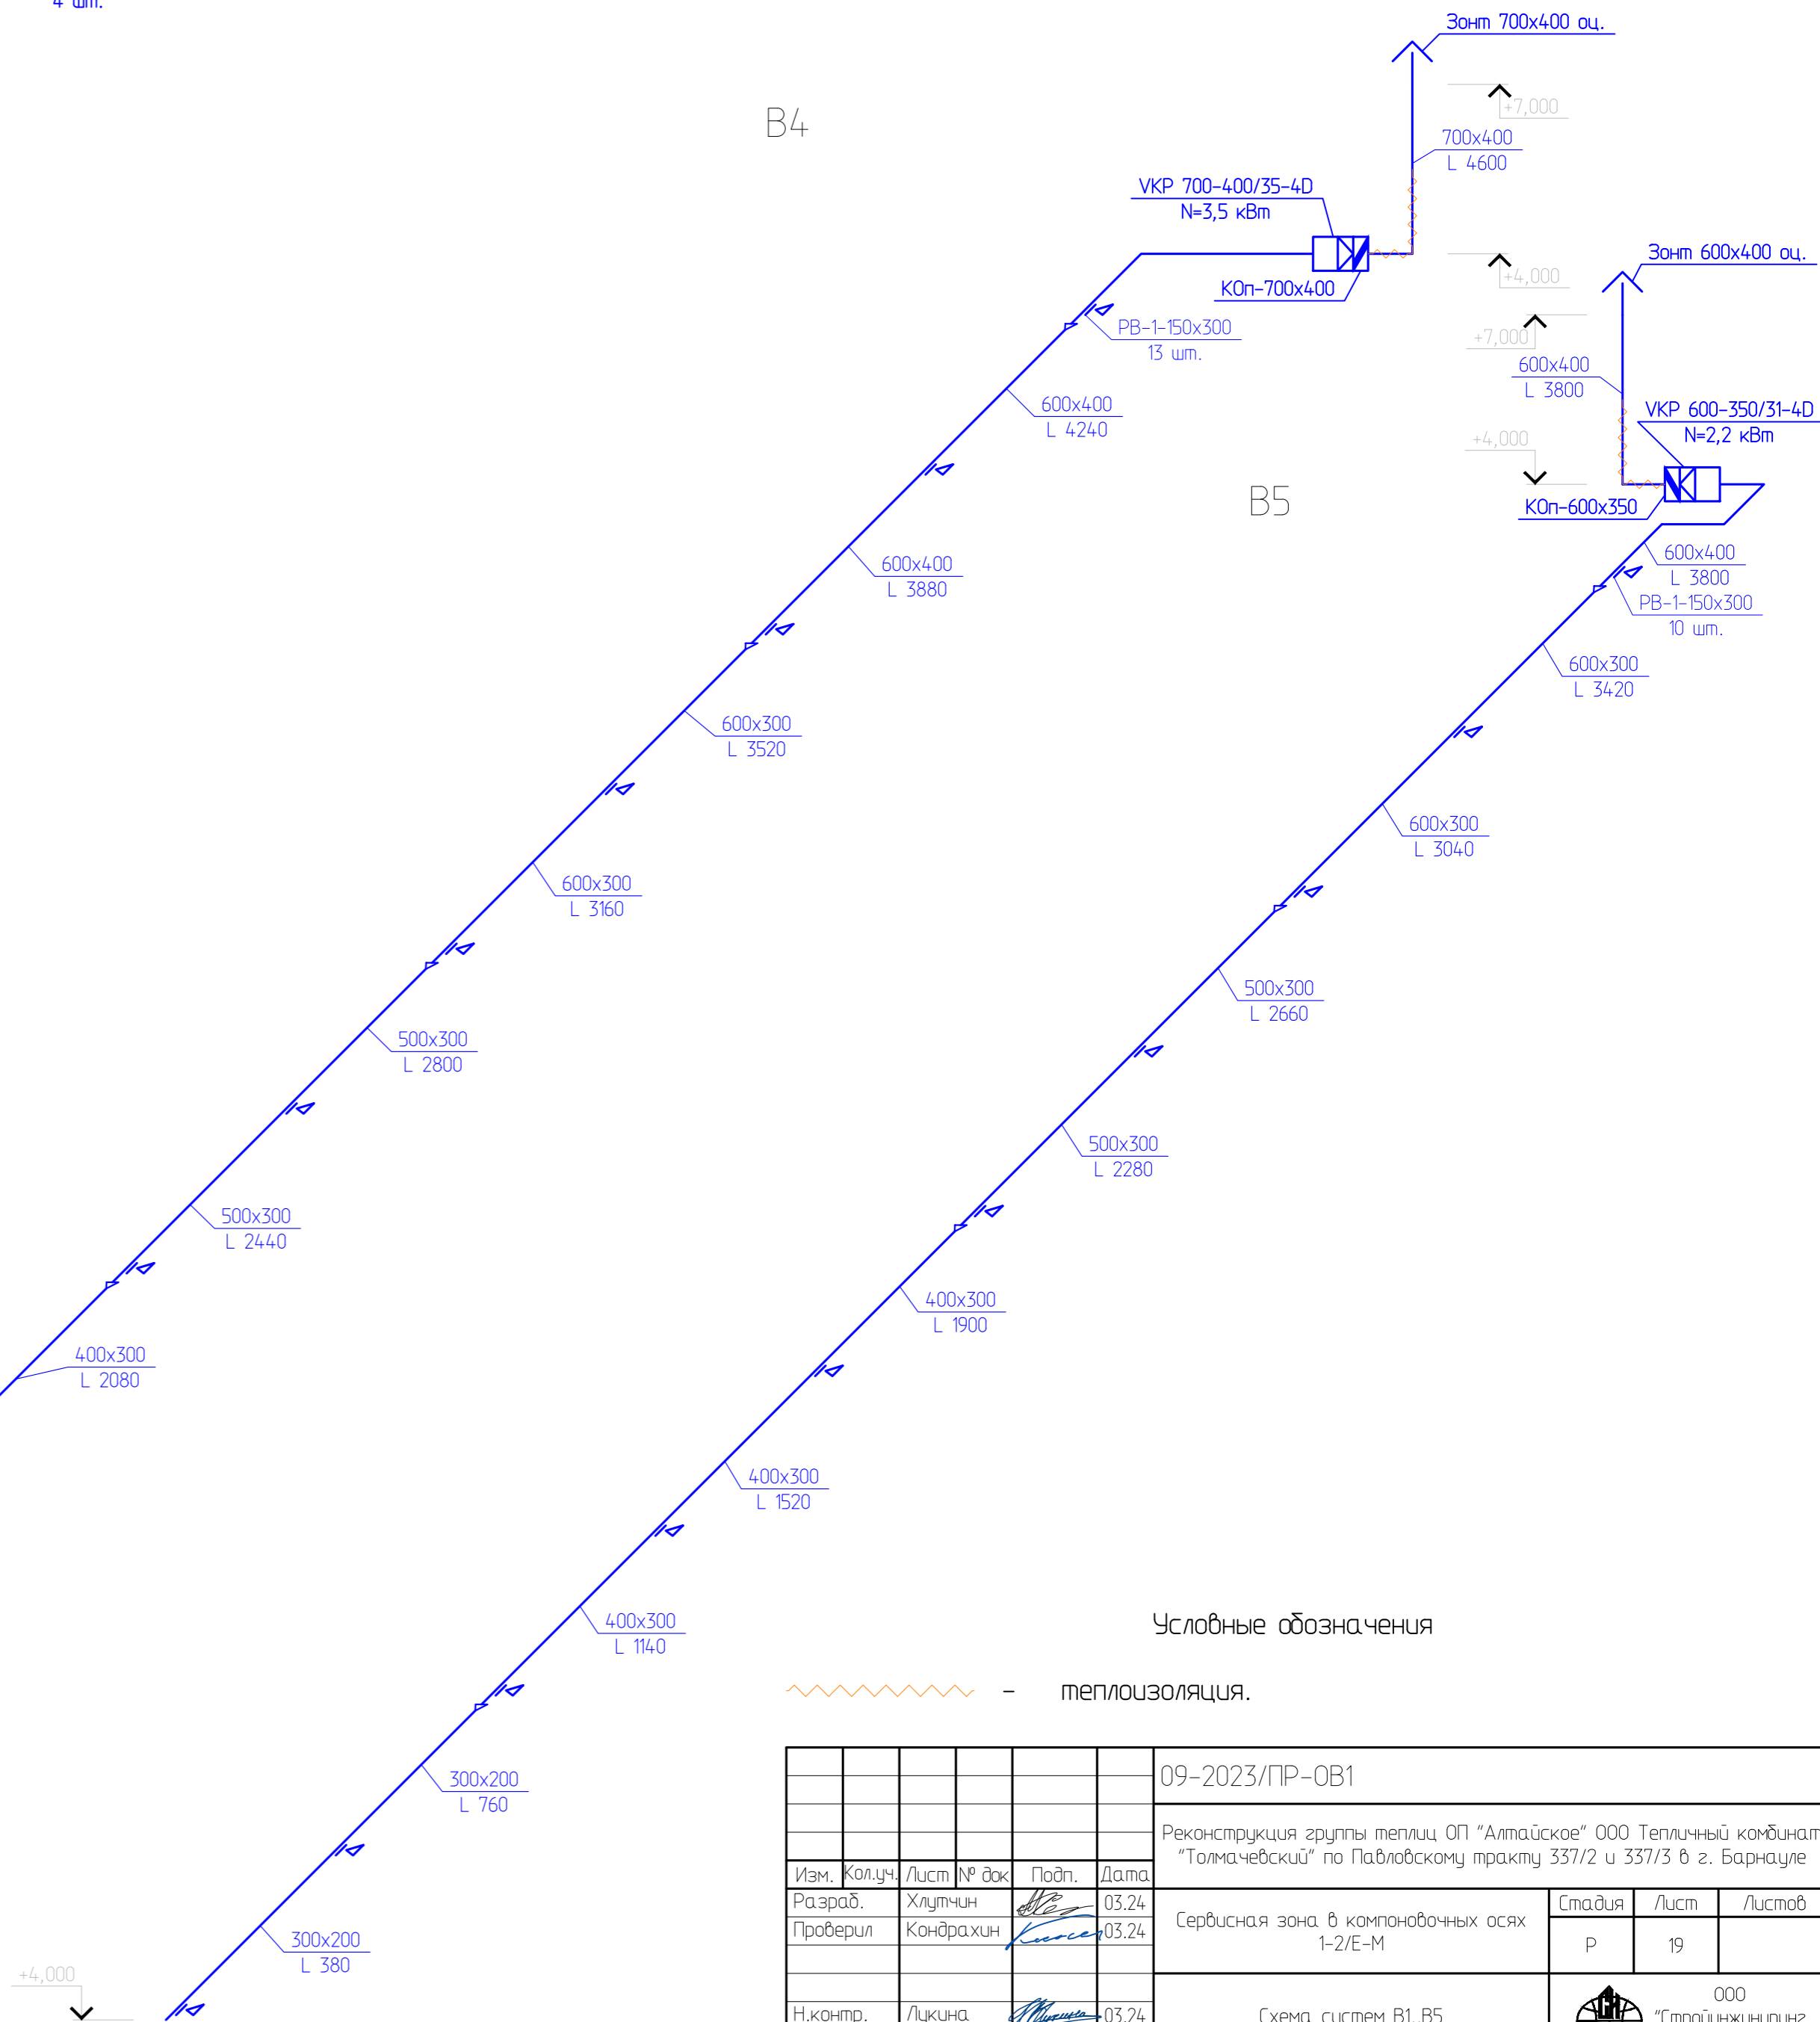 4 шт.
Зонт 700х400 оц.
+7,000
В4
700х400
L 4600
VKP 700-400/35-4D
N=3,5 кВт
Зонт 600х400 оц.
+4,000
КОп-700х400
РВ-1-150х300
13 шт.
+7,000
600х400
L 3800
600х400
L 4240
VKP 600-350/31-4D
N=2,2 кВт
+4,000
В5
КОп-600х350
600х400
L 3880
600х400
L 3800
РВ-1-150х300
10 шт.
600х300
L 3420
600х300
L 3520
600х300
L 3040
600х300
L 3160
500х300
L 2660
500х300
L 2800
500х300
L 2280
500х300
L 2440
400х300
L 1900
400х300
L 2080
400х300
L 1520
400х300
L 1140
Условные обозначения
- теплоизоляция.
300х200
L 760
300х200
L 380
+4,000
09-2023/ПР-ОВ1
Реконструкция группы теплиц ОП "Алтайское" ООО Тепличный комбинат
"Толмачевский" по Павловскому тракту 337/2 и 337/3 в г. Барнауле
Изм. Кол.уч. Лист № док Подп. Дата
Разраб. Хлутчин 03.24
Проверил Кондрахин 03.24
Сервисная зона в компоновочных осях
1-2/Е-М
Стадия Лист Листов
Р 19
Н.контр. Лукина 03.24
Схема систем В1..В5
ООО
"Стройинжиниринг